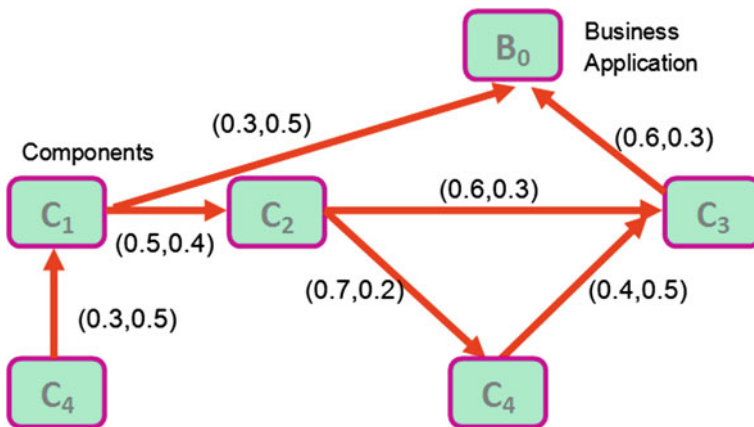 B₀
Business
Application
(0.3,0.5)
(0.6,0.3)
Components
(0.6,0.3)
C₁
C₂
C₃
(0.5,0.4)
(0.7,0.2)
(0.4,0.5)
(0.3,0.5)
C₄
C₄